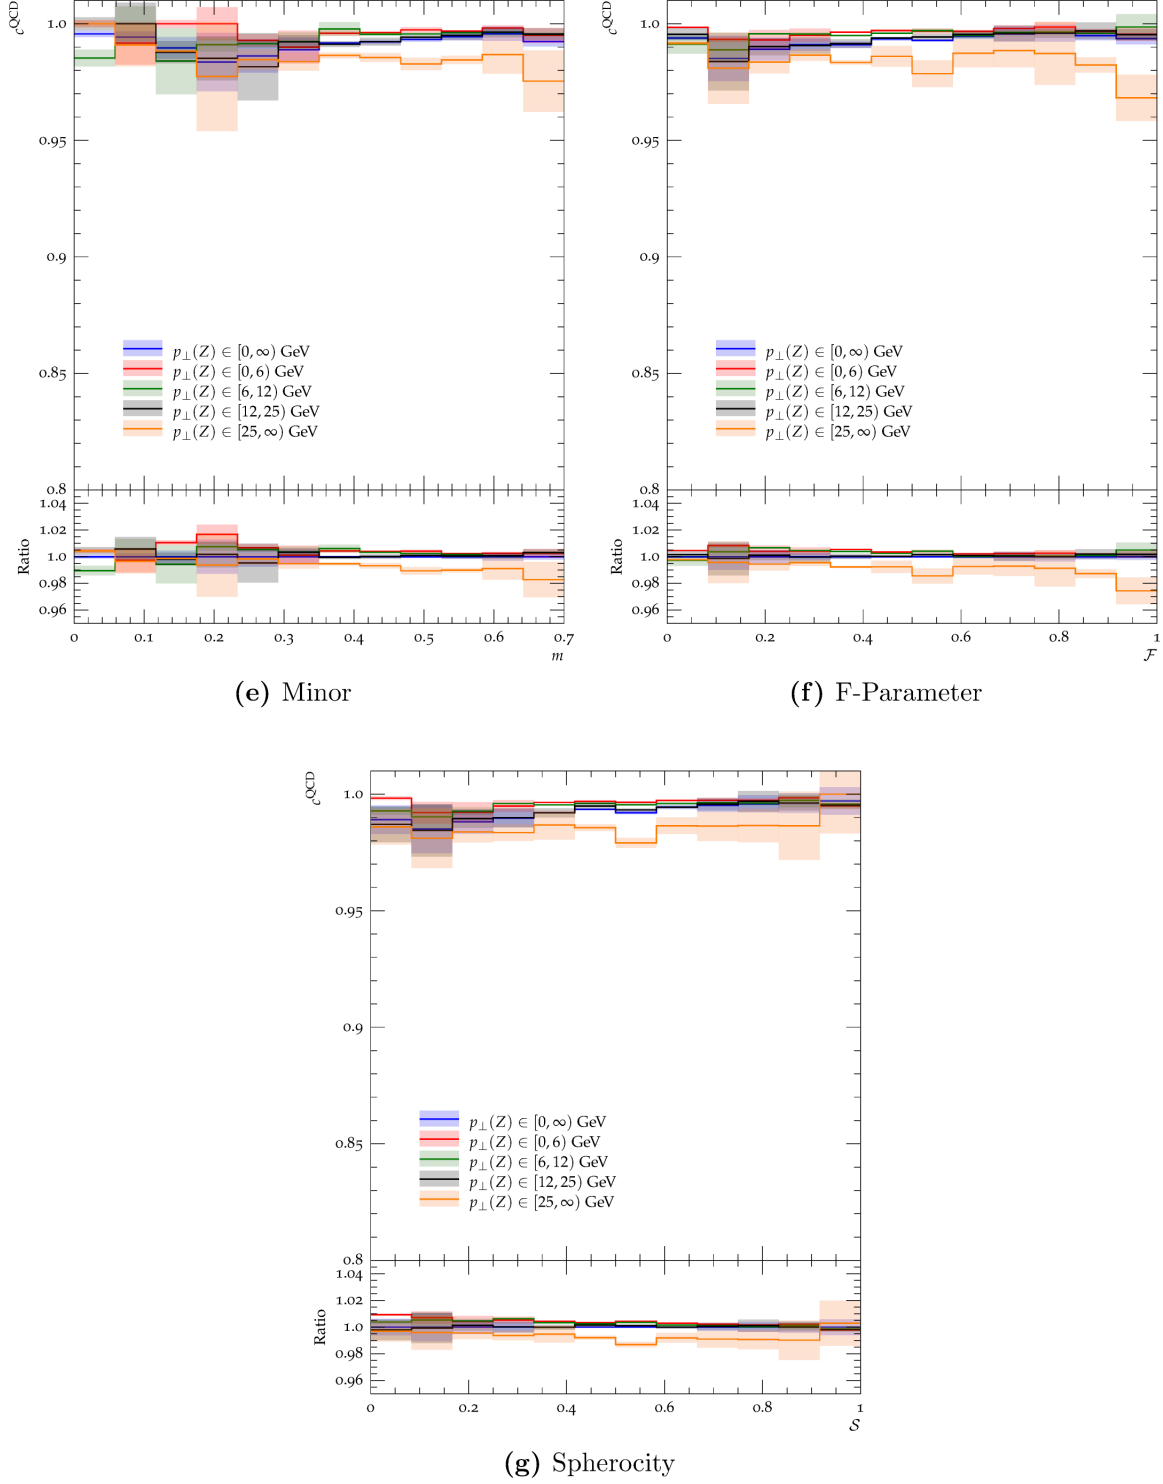 c^QCD
1.0
0.95
0.9
0.85
0.8
p⊥(Z) ∈ [0, ∞) GeV
p⊥(Z) ∈ [0, 6) GeV
p⊥(Z) ∈ [6, 12) GeV
p⊥(Z) ∈ [12, 25) GeV
p⊥(Z) ∈ [25, ∞) GeV
Ratio
1.04
1.02
1.0
0.98
0.96
0 0.1 0.2 0.3 0.4 0.5 0.6 0.7
m
(e) Minor
c^QCD
1.0
0.95
0.9
0.85
0.8
p⊥(Z) ∈ [0, ∞) GeV
p⊥(Z) ∈ [0, 6) GeV
p⊥(Z) ∈ [6, 12) GeV
p⊥(Z) ∈ [12, 25) GeV
p⊥(Z) ∈ [25, ∞) GeV
Ratio
1.04
1.02
1.0
0.98
0.96
0 0.2 0.4 0.6 0.8 1
ℱ
(f) F-Parameter
c^QCD
1.0
0.95
0.9
0.85
0.8
p⊥(Z) ∈ [0, ∞) GeV
p⊥(Z) ∈ [0, 6) GeV
p⊥(Z) ∈ [6, 12) GeV
p⊥(Z) ∈ [12, 25) GeV
p⊥(Z) ∈ [25, ∞) GeV
Ratio
1.04
1.02
1.0
0.98
0.96
0 0.2 0.4 0.6 0.8 1
𝒮
(g) Spherocity